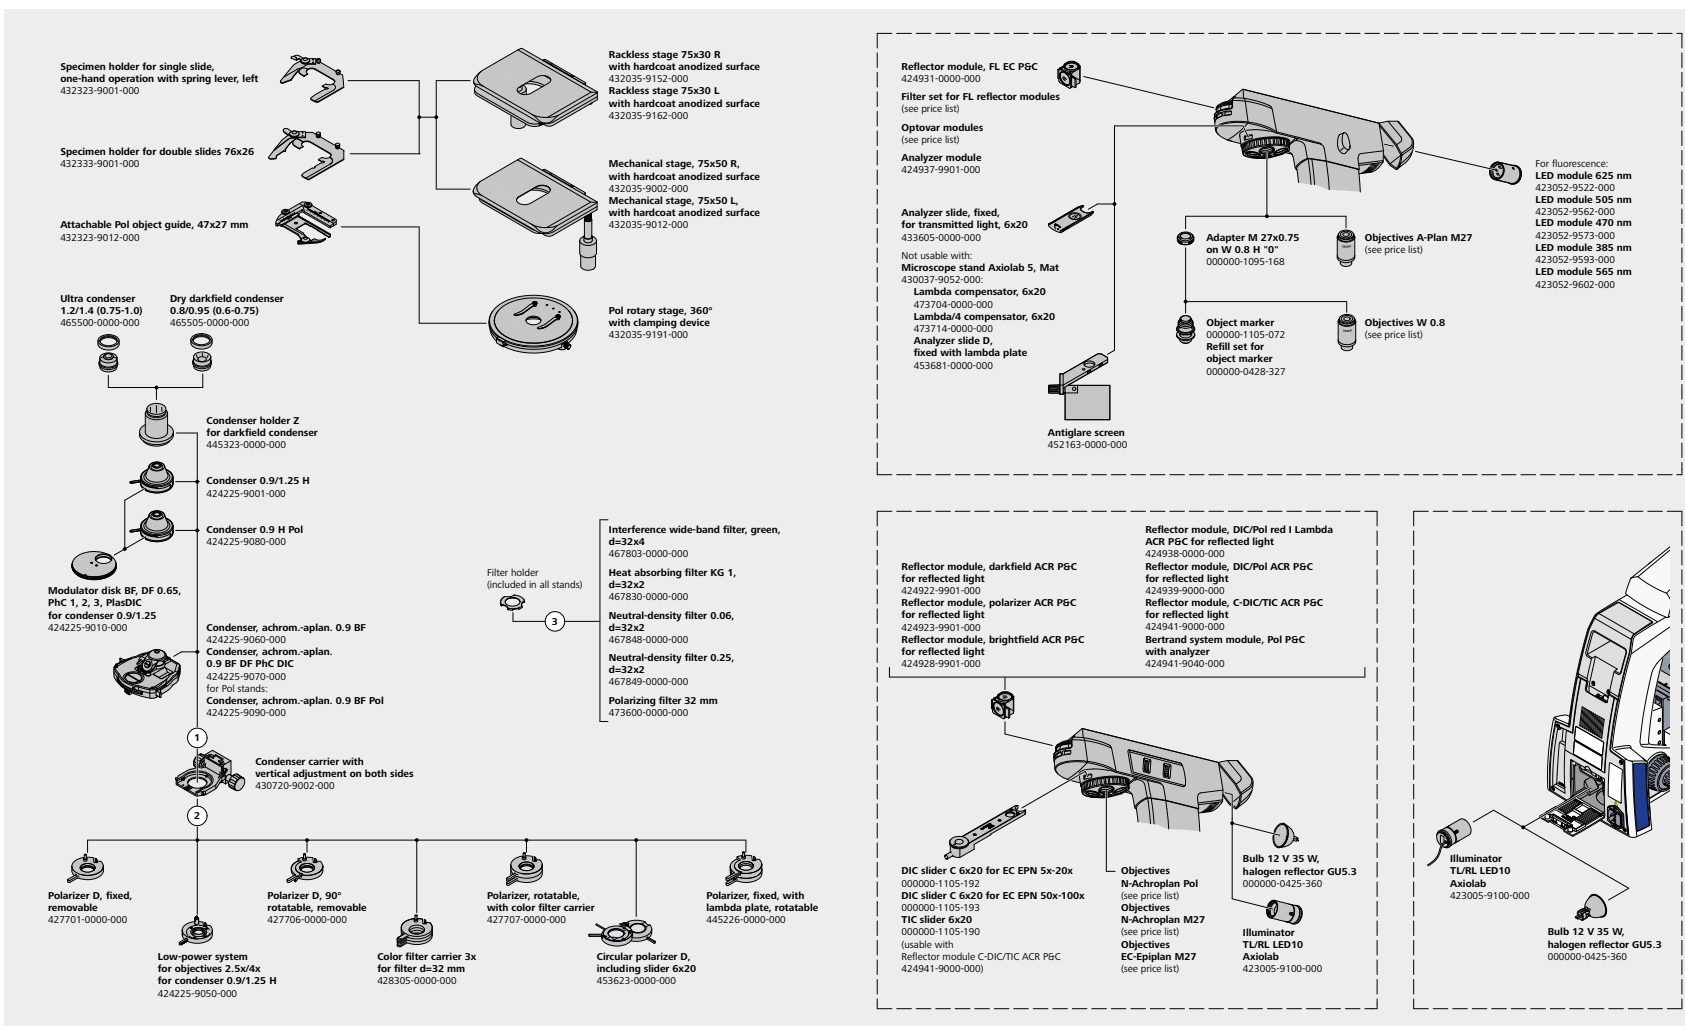 Specimen holder for single slide,
one-hand operation with spring lever, left
432323-9001-000
Specimen holder for double slides 76x26
432333-9001-000
Attachable Pol object guide, 47x27 mm
432323-9012-000
Rackless stage 75x30 R
with hardcoat anodized surface
432035-9152-000
Rackless stage 75x30 L
with hardcoat anodized surface
432035-9162-000
Mechanical stage, 75x50 R,
with hardcoat anodized surface
432035-9002-000
Mechanical stage, 75x50 L,
with hardcoat anodized surface
432035-9012-000
Pol rotary stage, 360°
with clamping device
432035-9191-000
Ultra condenser
1.2/1.4 (0.75-1.0)
465500-0000-000
Dry darkfield condenser
0.8/0.95 (0.6-0.75)
465505-0000-000
Condenser holder Z
for darkfield condenser
445323-0000-000
Condenser 0.9/1.25 H
424225-9001-000
Condenser 0.9 H Pol
424225-9080-000
Modulator disk BF, DF 0.65,
PhC 1, 2, 3, PlasDIC
for condenser 0.9/1.25
424225-9010-000
Condenser, achrom.-aplan. 0.9 BF
424225-9060-000
Condenser, achrom.-aplan.
0.9 BF DF PhC DIC
424225-9070-000
for Pol stands:
Condenser, achrom.-aplan. 0.9 BF Pol
424225-9090-000
1
Condenser carrier with
vertical adjustment on both sides
430720-9002-000
2
Polarizer D, fixed,
removable
427701-0000-000
Polarizer D, 90°
rotatable, removable
427706-0000-000
Polarizer, rotatable,
with color filter carrier
427707-0000-000
Polarizer, fixed, with
lambda plate, rotatable
445226-0000-000
Low-power system
for objectives 2.5x/4x
for condenser 0.9/1.25 H
424225-9050-000
Color filter carrier 3x
for filter d=32 mm
428305-0000-000
Circular polarizer D,
including slider 6x20
453623-0000-000
Filter holder
(included in all stands)
3
Interference wide-band filter, green,
d=32x4
467803-0000-000
Heat absorbing filter KG 1,
d=32x2
467830-0000-000
Neutral-density filter 0.06,
d=32x2
467848-0000-000
Neutral-density filter 0.25,
d=32x2
467849-0000-000
Polarizing filter 32 mm
473600-0000-000
Reflector module, FL EC P&C
424931-0000-000
Filter set for FL reflector modules
(see price list)
Optovar modules
(see price list)
Analyzer module
424937-9901-000
Analyzer slide, fixed,
for transmitted light, 6x20
433605-0000-000
Not usable with:
Microscope stand Axiolab 5, Mat
430037-9052-000:
Lambda compensator, 6x20
473704-0000-000
Lambda/4 compensator, 6x20
473714-0000-000
Analyzer slide D,
fixed with lambda plate
453681-0000-000
Antiglare screen
452163-0000-000
Adapter M 27x0.75
on W 0.8 H "0"
000000-1095-168
Objectives A-Plan M27
(see price list)
Object marker
000000-1105-072
Refill set for
object marker
000000-0428-327
Objectives W 0.8
(see price list)
For fluorescence:
LED module 625 nm
423052-9522-000
LED module 505 nm
423052-9562-000
LED module 470 nm
423052-9573-000
LED module 385 nm
423052-9593-000
LED module 565 nm
423052-9602-000
Reflector module, darkfield ACR P&C
for reflected light
424922-9901-000
Reflector module, polarizer ACR P&C
for reflected light
424923-9901-000
Reflector module, brightfield ACR P&C
for reflected light
424928-9901-000
Reflector module, DIC/Pol red I Lambda
ACR P&C for reflected light
424938-0000-000
Reflector module, DIC/Pol ACR P&C
for reflected light
424939-9000-000
Reflector module, C-DIC/TIC ACR P&C
for reflected light
424941-9000-000
Bertrand system module, Pol P&C
with analyzer
424941-9040-000
DIC slider C 6x20 for EC EPN 5x-20x
000000-1105-192
DIC slider C 6x20 for EC EPN 50x-100x
000000-1105-193
TIC slider 6x20
000000-1105-190
(usable with
Reflector module C-DIC/TIC ACR P&C
424941-9000-000)
Objectives
N-Achroplan Pol
(see price list)
Objectives
N-Achroplan M27
(see price list)
Objectives
EC-Epiplan M27
(see price list)
Bulb 12 V 35 W,
halogen reflector GU5.3
000000-0425-360
Illuminator
TL/RL LED10
Axiolab
423005-9100-000
Illuminator
TL/RL LED10
Axiolab
423005-9100-000
Bulb 12 V 35 W,
halogen reflector GU5.3
000000-0425-360